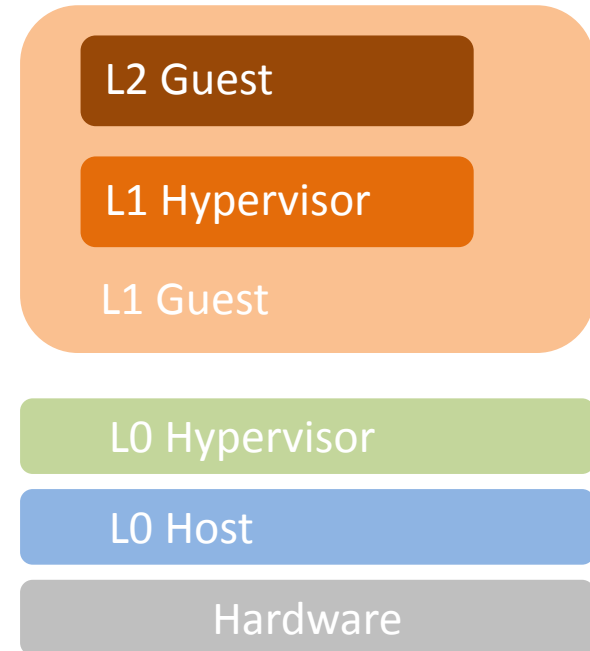 L2 Guest
L1 Hypervisor
L1 Guest
L0 Hypervisor
L0 Host
Hardware